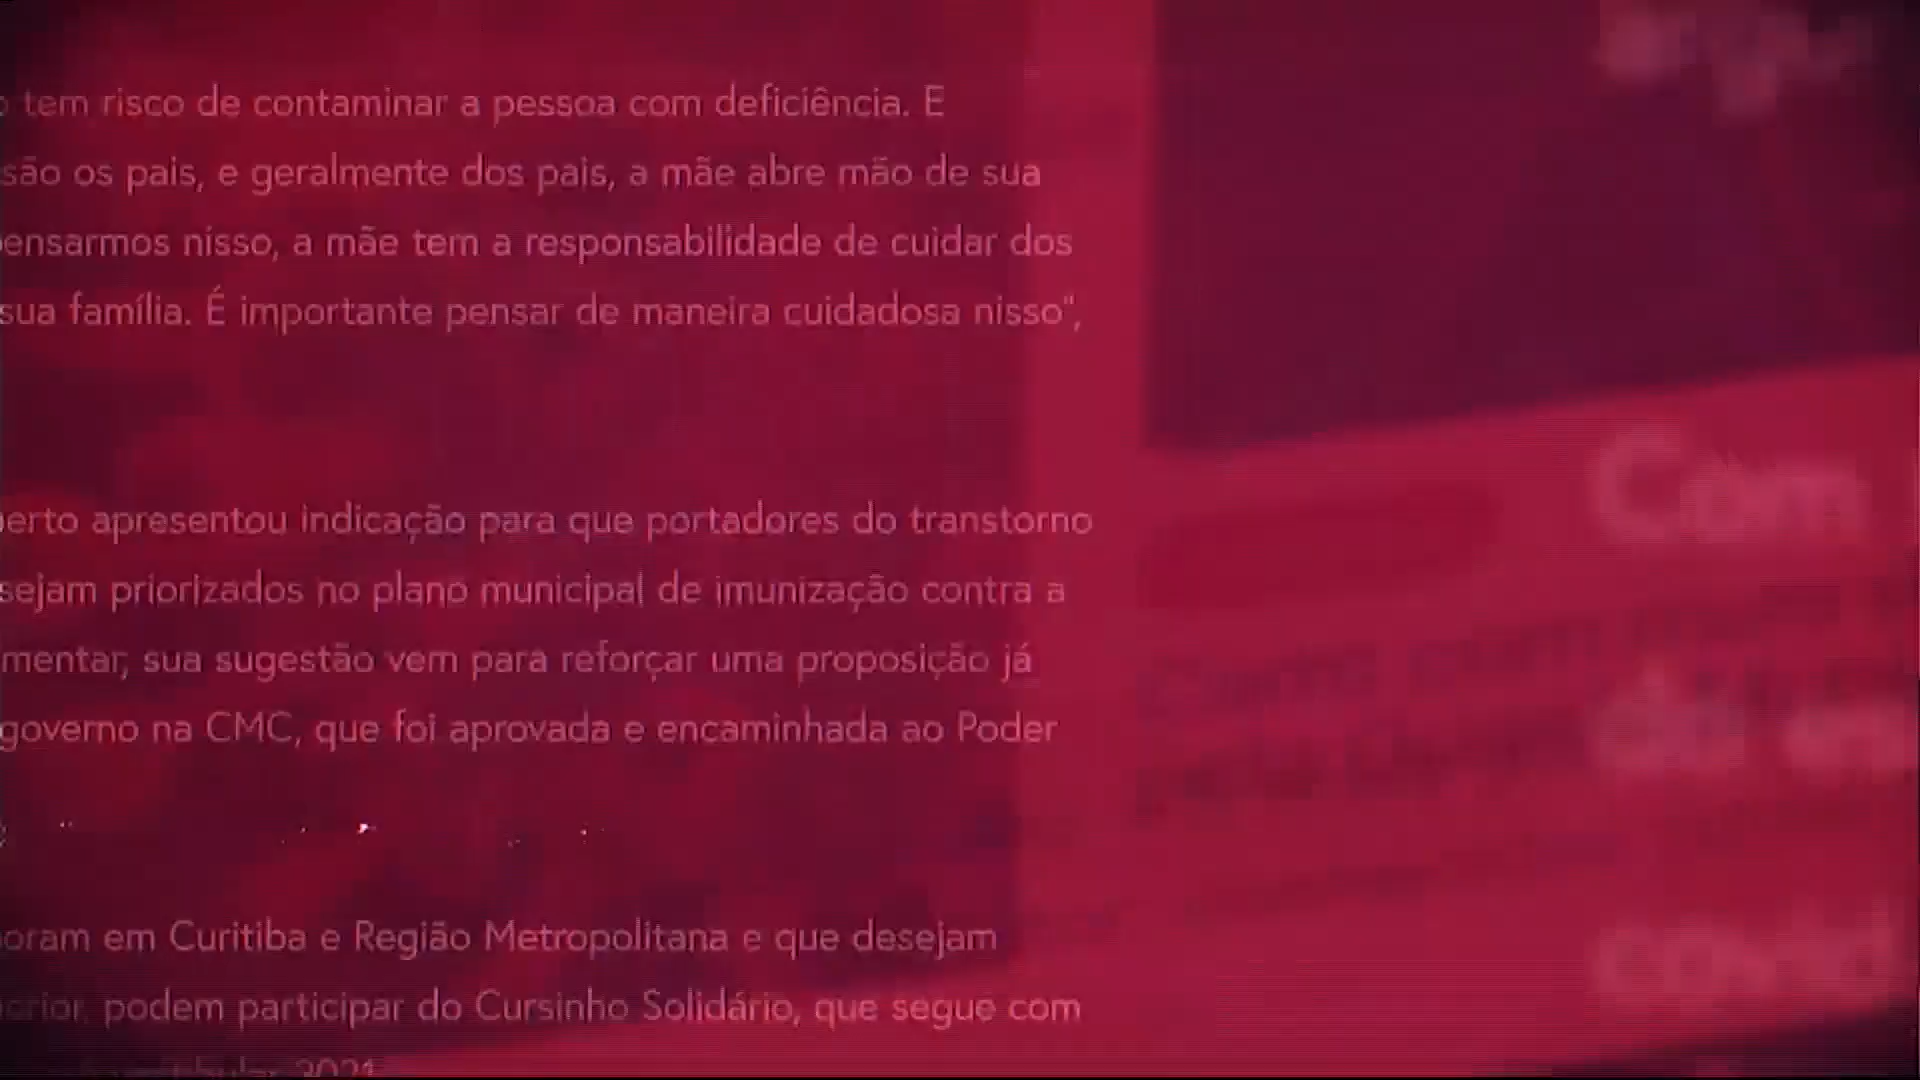 tem risco de contaminar a pessoa com deficiência. E
são os pais, e geralmente dos pais, a mãe abre mão de sua
ensarmos nisso, a mãe tem a responsabilidade de cuidar dos
sua família. É importante pensar de maneira cuidadosa nisso",
erto apresentou indicação para que portadores do transtorno
sejam priorizados no plano municipal de imunização contra a
mentar, sua sugestão vem para reforçar uma proposição já
governo na CMC, que foi aprovada e encaminhada ao Poder
oram em Curitiba e Região Metropolitana e que desejam
erior, podem participar do Cursinho Solidário, que segue com
vestibular 2021
Com